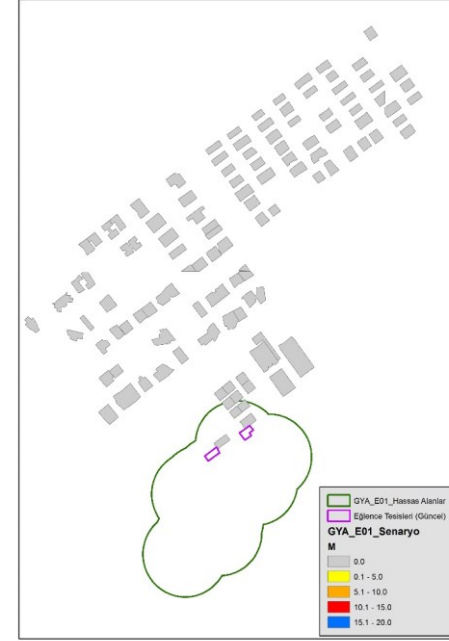 GYA_E01_Hassas Alanlar
Eğlence Tesisleri (Güncel)
GYA_E01_Senaryo
M
0.0
0.1 - 5.0
5.1 - 10.0
10.1 - 15.0
15.1 - 20.0